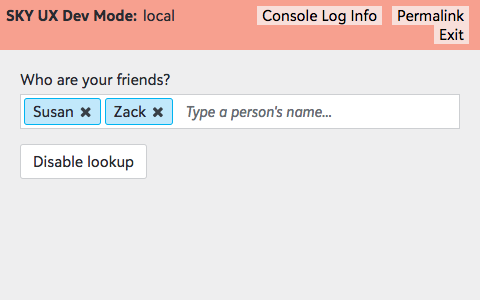 SKY UX Dev Mode: local Console Log Info Permalink
Exit
Who are your friends?
Susan ✖ Zack ✖ Type a person's name...
Disable lookup